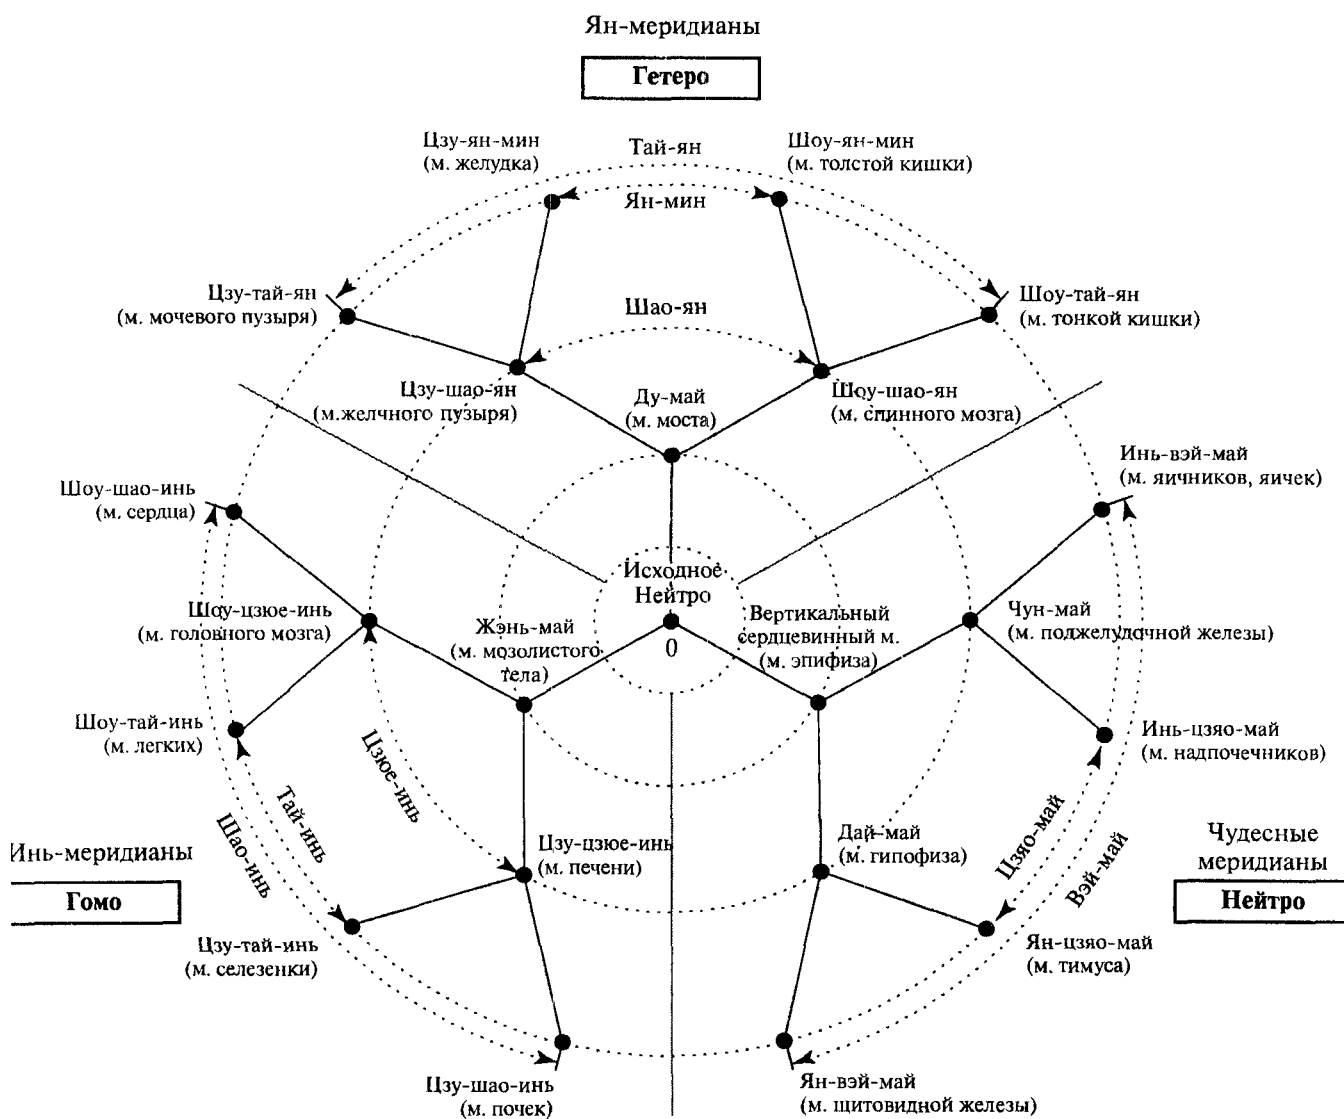 Ян-меридианы
Гетеро
Цзу-ян-мин
(м. желудка)
Тай-ян
Шоу-ян-мин
(м. толстой кишки)
Ян-мин
Цзу-тай-ян
(м. мочевого пузыря)
Шао-ян
Шоу-тай-ян
(м. тонкой кишки)
Цзу-шао-ян
(м.желчного пузыря)
Ду-май
(м. моста)
Шоу-шао-ян
(м. спинного мозга)
Шоу-шао-инь
(м. сердца)
Инь-вэй-май
(м. яичников, яичек)
Исходное
Нейтро
0
Шоу-цзюе-инь
(м. головного мозга)
Жэнь-май
(м. мозолистого
тела)
Вертикальный
сердцевинный м.
(м. эпифиза)
Чун-май
(м. поджелудочной железы)
Шоу-тай-инь
(м. легких)
Цзюе-инь
Инь-цзяо-май
(м. надпочечников)
Тай-инь
Шао-инь
Инь-меридианы
Гомо
Цзу-цзюе-инь
(м. печени)
Дай-май
(м. гипофиза)
Цзяо-май
Вэй-май
Чудесные
меридианы
Нейтро
Цзу-тай-инь
(м. селезенки)
Ян-цзяо-май
(м. тимуса)
Цзу-шао-инь
(м. почек)
Ян-вэй-май
(м. щитовидной железы)